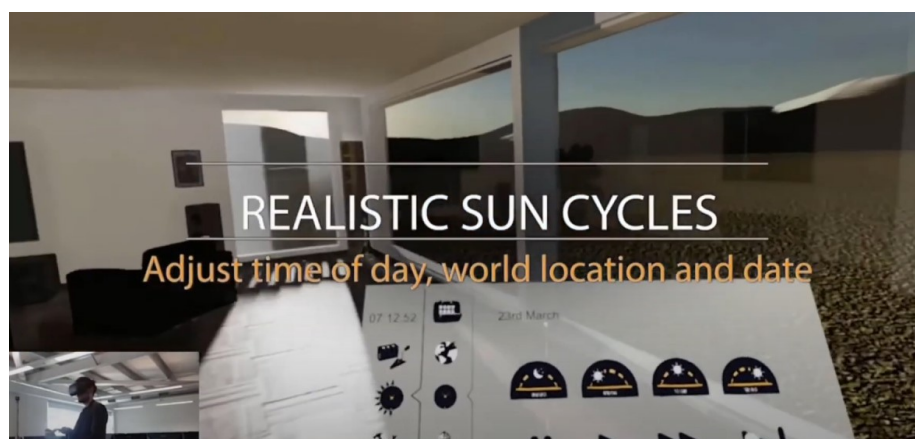 REALISTIC SUN CYCLES
Adjust time of day, world location and date
07:12:52
23rd March